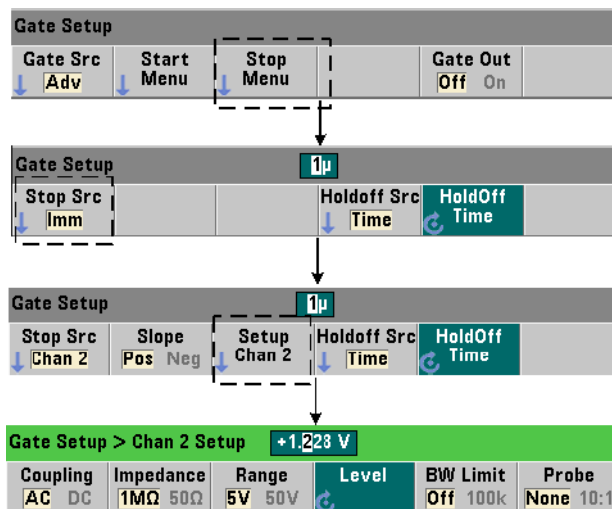 Gate Setup
Gate Src Start Stop Gate Out
Adv Menu Menu Off On
Gate Setup 1µ
Stop Src Holdoff Src HoldOff
Imm Time Time
Gate Setup 1µ
Stop Src Slope Setup Holdoff Src HoldOff
Chan 2 Pos Neg Chan 2 Time Time
Gate Setup > Chan 2 Setup +1.228 V
Coupling Impedance Range Level BW Limit Probe
AC DC 1MΩ 50Ω 5V 50V Off 100k None 10:1